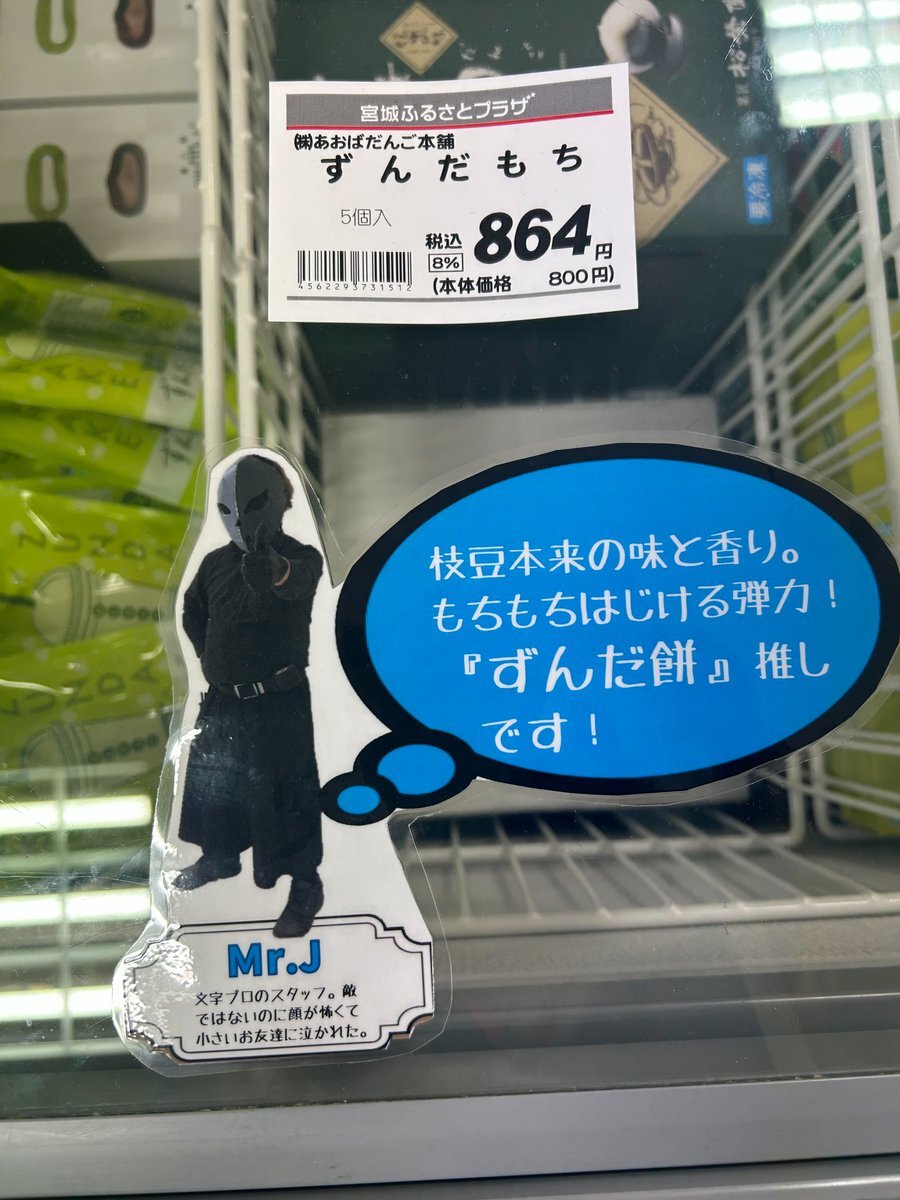 宮城ふるさとプラザ
㈱あおばだんご本舗
ずんだもち
5個入
税込 864円
8%
(本体価格 800円)
4562293731512
要冷凍
ZUNDA
ZUNDA
枝豆本来の味と香り。
もちもちはじける弾力！
『ずんだ餅』推し
です！
Mr.J
文字プロのスタッフ。敵
ではないのに顔が怖くて
小さいお友達に泣かれた。